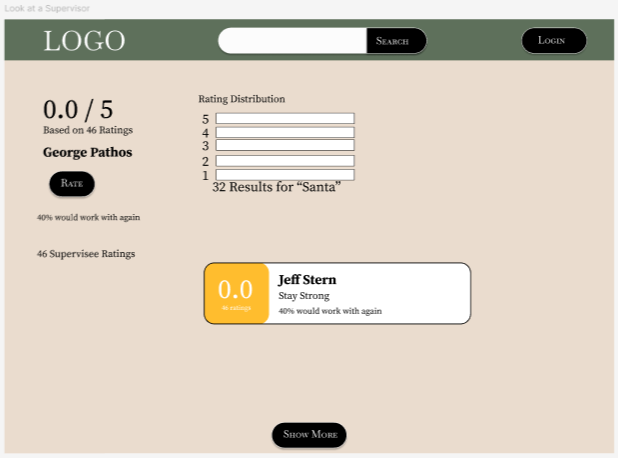 Look at a Supervisor
LOGO
Search
Login
0.0 / 5
Based on 46 Ratings
George Pathos
Rate
40% would work with again
46 Supervisee Ratings
Rating Distribution
5
4
3
2
1
32 Results for “Santa”
0.0
46 ratings
Jeff Stern
Stay Strong
40% would work with again
Show More